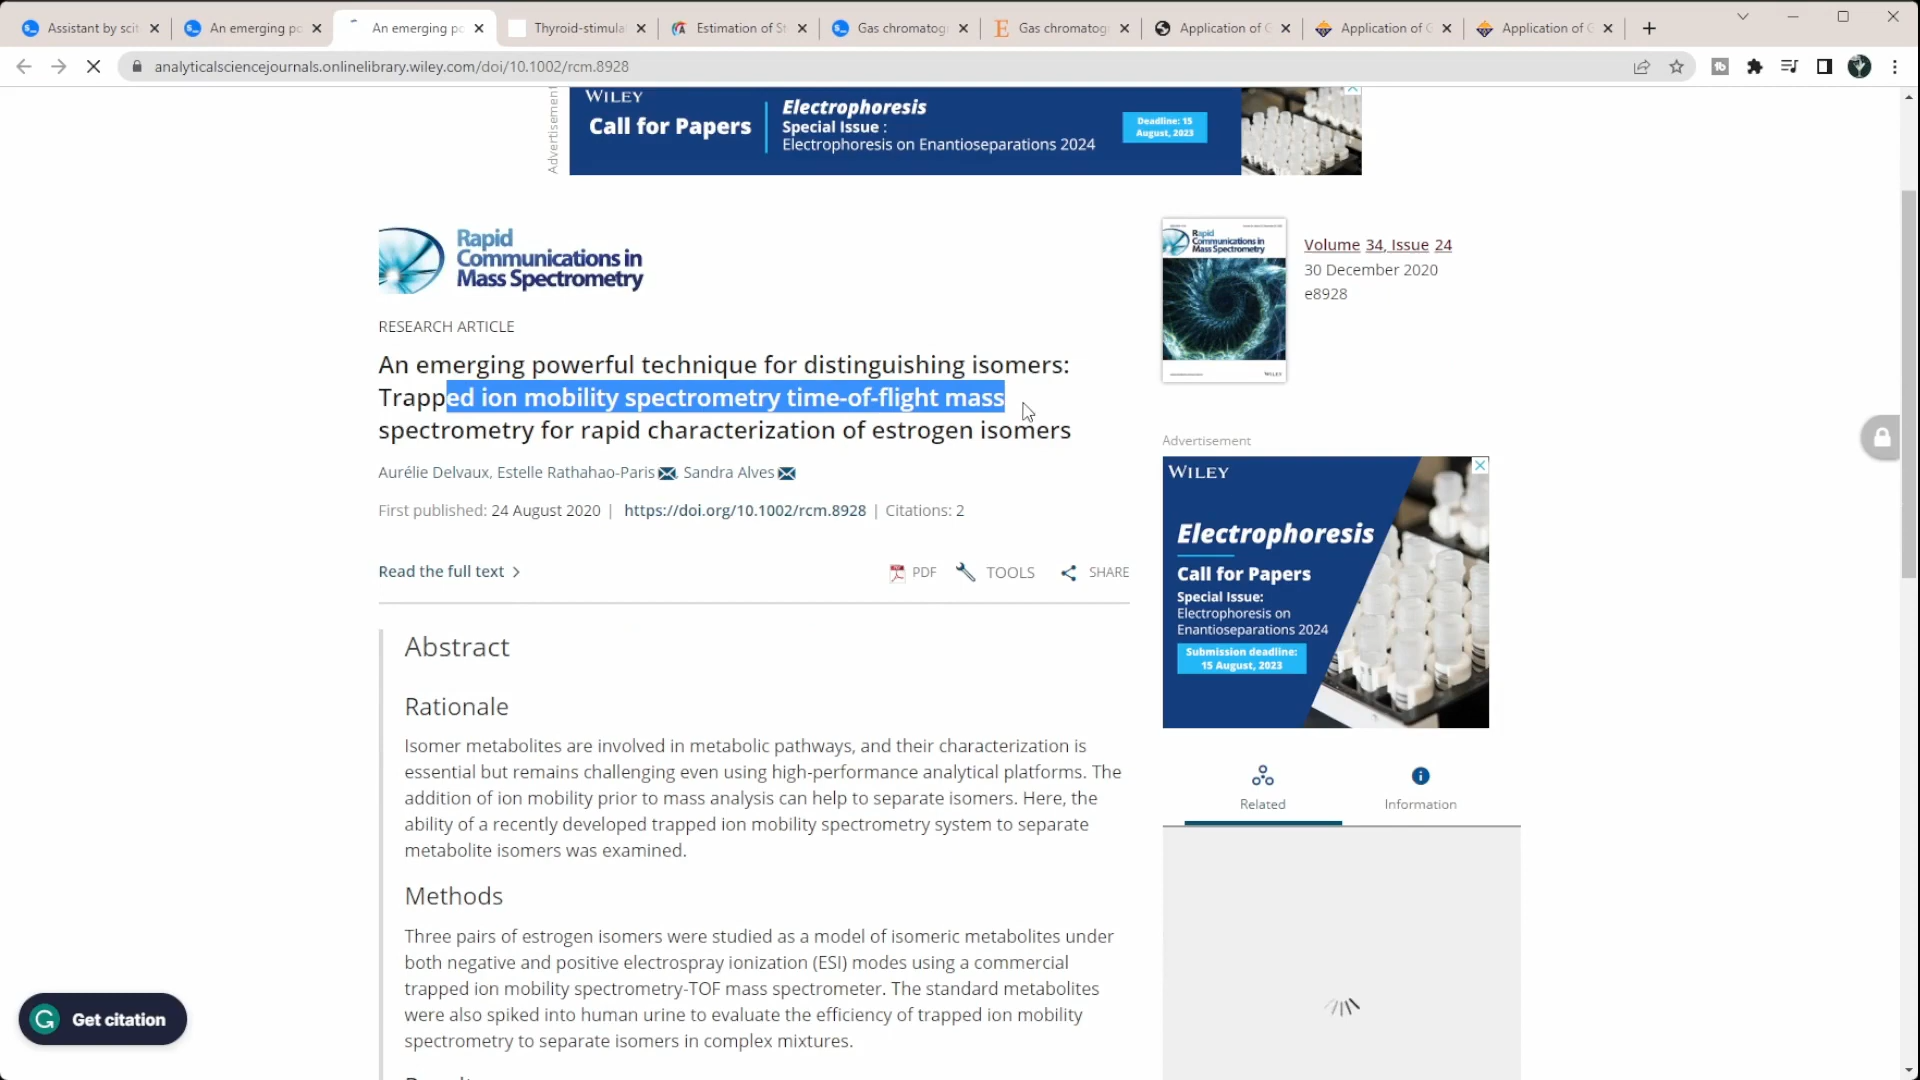 Assistant by scit
An emerging po
An emerging po
Thyroid-stimula
Estimation of St
Gas chromatog
Gas chromatog
Application of G
Application of G
Application of G
analyticalsciencejournals.onlinelibrary.wiley.com/doi/10.1002/rcm.8928
Advertisement
WILEY
Call for Papers
Electrophoresis
Special Issue :
Electrophoresis on Enantioseparations 2024
Deadline: 15
August, 2023
Rapid
Communications in
Mass Spectrometry
Volume 34, Issue 24
30 December 2020
e8928
RESEARCH ARTICLE
An emerging powerful technique for distinguishing isomers:
Trapped ion mobility spectrometry time-of-flight mass
spectrometry for rapid characterization of estrogen isomers
Aurélie Delvaux, Estelle Rathahao-Paris, Sandra Alves
First published: 24 August 2020 | https://doi.org/10.1002/rcm.8928 | Citations: 2
Read the full text
PDF
TOOLS
SHARE
Abstract
Rationale
Isomer metabolites are involved in metabolic pathways, and their characterization is
essential but remains challenging even using high-performance analytical platforms. The
addition of ion mobility prior to mass analysis can help to separate isomers. Here, the
ability of a recently developed trapped ion mobility spectrometry system to separate
metabolite isomers was examined.
Methods
Three pairs of estrogen isomers were studied as a model of isomeric metabolites under
both negative and positive electrospray ionization (ESI) modes using a commercial
trapped ion mobility spectrometry-TOF mass spectrometer. The standard metabolites
were also spiked into human urine to evaluate the efficiency of trapped ion mobility
spectrometry to separate isomers in complex mixtures.
Advertisement
WILEY
Electrophoresis
Call for Papers
Special Issue:
Electrophoresis on
Enantioseparations 2024
Submission deadline:
15 August, 2023
Related
Information
Get citation